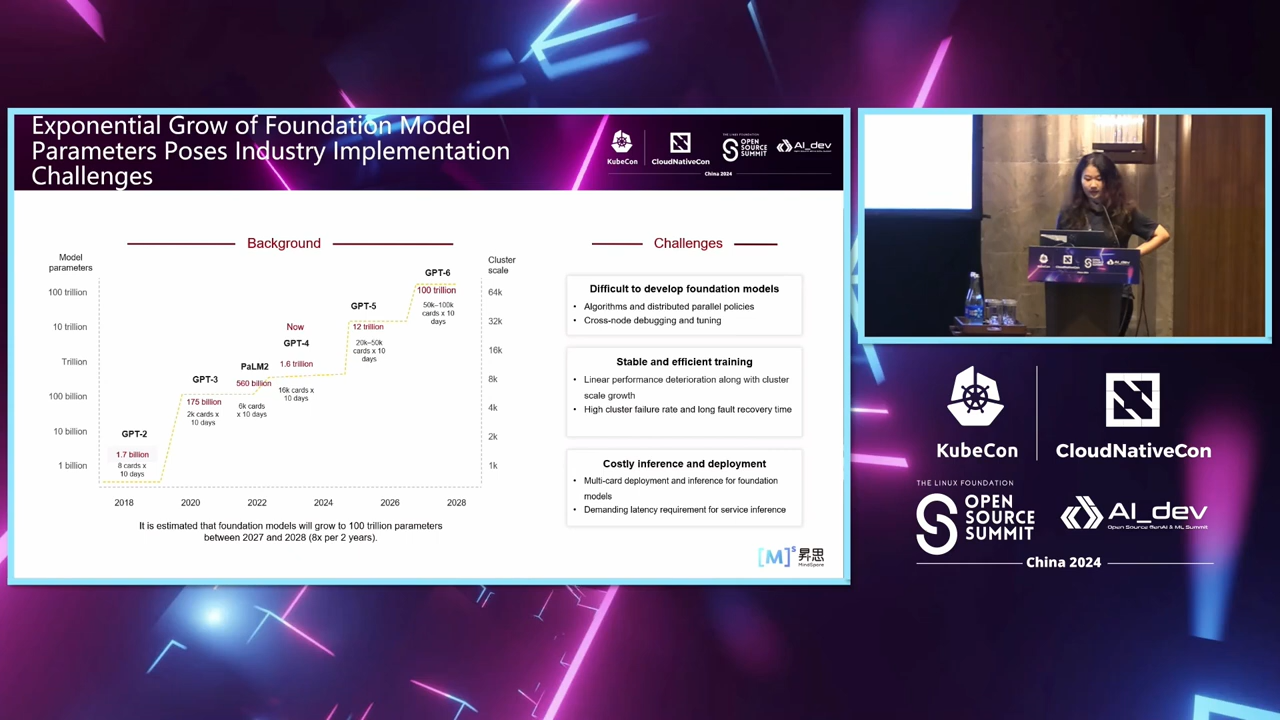 Exponential Grow of Foundation Model
Parameters Poses Industry Implementation
Challenges
KubeCon
CloudNativeCon
THE LINUX FOUNDATION
OPEN
SOURCE
SUMMIT
AI_dev
China 2024
Background
Model
parameters
100 trillion
10 trillion
Trillion
100 billion
10 billion
1 billion
GPT-2
1.7 billion
8 cards x
10 days
GPT-3
175 billion
2k cards x
10 days
PaLM2
560 billion
6k cards
x 10 days
Now
GPT-4
1.6 trillion
16k cards x
10 days
GPT-5
12 trillion
20k–50k
cards x 10
days
GPT-6
100 trillion
50k–100k
cards x 10
days
Cluster
scale
64k
32k
16k
8k
4k
2k
1k
2018
2020
2022
2024
2026
2028
It is estimated that foundation models will grow to 100 trillion parameters
between 2027 and 2028 (8x per 2 years).
Challenges
Difficult to develop foundation models
• Algorithms and distributed parallel policies
• Cross-node debugging and tuning
Stable and efficient training
• Linear performance deterioration along with cluster
scale growth
• High cluster failure rate and long fault recovery time
Costly inference and deployment
• Multi-card deployment and inference for foundation
models
• Demanding latency requirement for service inference
[M]s 昇思
MindSpore
KubeCon
CloudNativeCon
OPEN
SOURCE
SUMMIT
AI_dev
KubeCon
CloudNativeCon
THE LINUX FOUNDATION
OPEN
SOURCE
SUMMIT
AI_dev
Open Source GenAI & ML Summit
China 2024